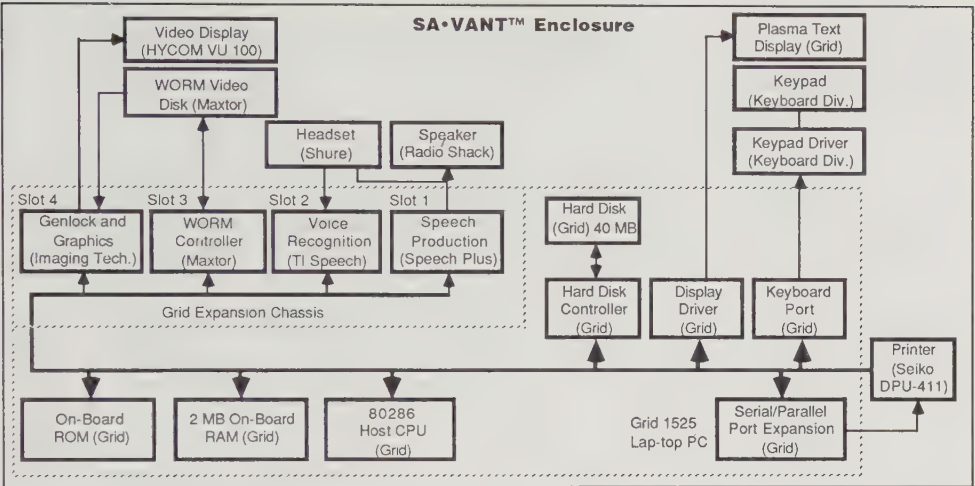 SA•VANT™ Enclosure
Video Display
(HYCOM VU 100)
WORM Video
Disk (Maxtor)
Headset
(Shure)
Speaker
(Radio Shack)
Plasma Text
Display (Grid)
Keypad
(Keyboard Div.)
Keypad Driver
(Keyboard Div.)
Slot 4
Genlock and
Graphics
(Imaging Tech.)
Slot 3
WORM
Controller
(Maxtor)
Slot 2
Voice
Recognition
(TI Speech)
Slot 1
Speech
Production
(Speech Plus)
Grid Expansion Chassis
Hard Disk
(Grid) 40 MB
Hard Disk
Controller
(Grid)
Display
Driver
(Grid)
Keyboard
Port
(Grid)
Printer
(Seiko
DPU-411)
On-Board
ROM (Grid)
2 MB On-Board
RAM (Grid)
80286
Host CPU
(Grid)
Grid 1525
Lap-top PC
Serial/Parallel
Port Expansion
(Grid)